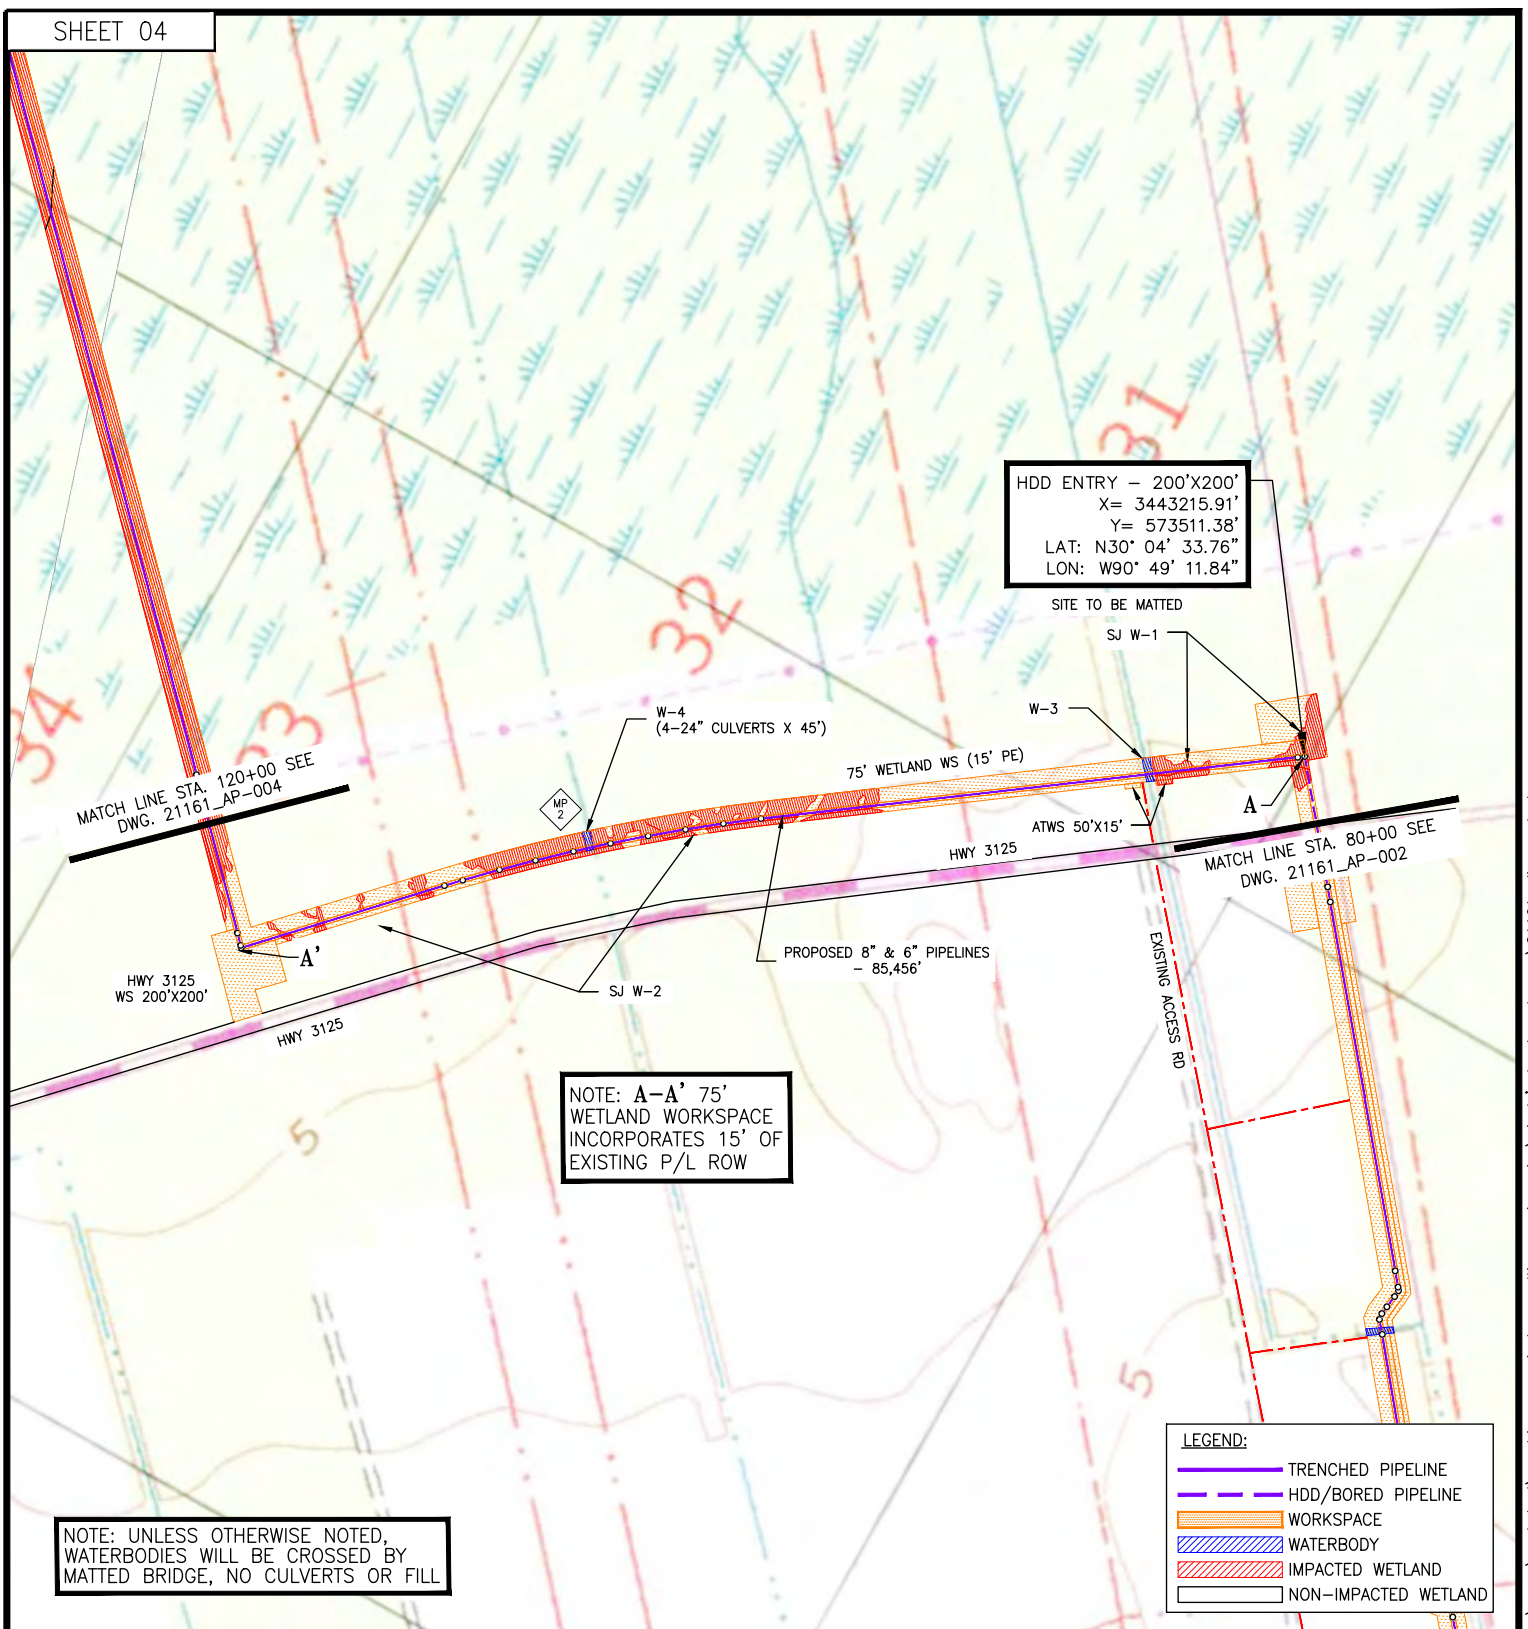 SHEET 04
31
HDD ENTRY – 200'X200'
X= 3443215.91'
Y= 573511.38'
LAT: N30° 04' 33.76"
LON: W90° 49' 11.84"
SITE TO BE MATTED
SJ W-1
32
W-3
W-4
(4-24" CULVERTS X 45')
34
33
75' WETLAND WS (15' PE)
MATCH LINE STA. 120+00 SEE
DWG. 21161_AP-004
MP
2
A
ATWS 50'X15'
HWY 3125
MATCH LINE STA. 80+00 SEE
DWG. 21161_AP-002
A'
PROPOSED 8" & 6" PIPELINES
– 85,456'
HWY 3125
WS 200'X200'
SJ W-2
EXISTING ACCESS RD
HWY 3125
NOTE: A-A' 75'
WETLAND WORKSPACE
INCORPORATES 15' OF
EXISTING P/L ROW
5
5
LEGEND:
TRENCHED PIPELINE
HDD/BORED PIPELINE
WORKSPACE
WATERBODY
IMPACTED WETLAND
NON-IMPACTED WETLAND
NOTE: UNLESS OTHERWISE NOTED,
WATERBODIES WILL BE CROSSED BY
MATTED BRIDGE, NO CULVERTS OR FILL